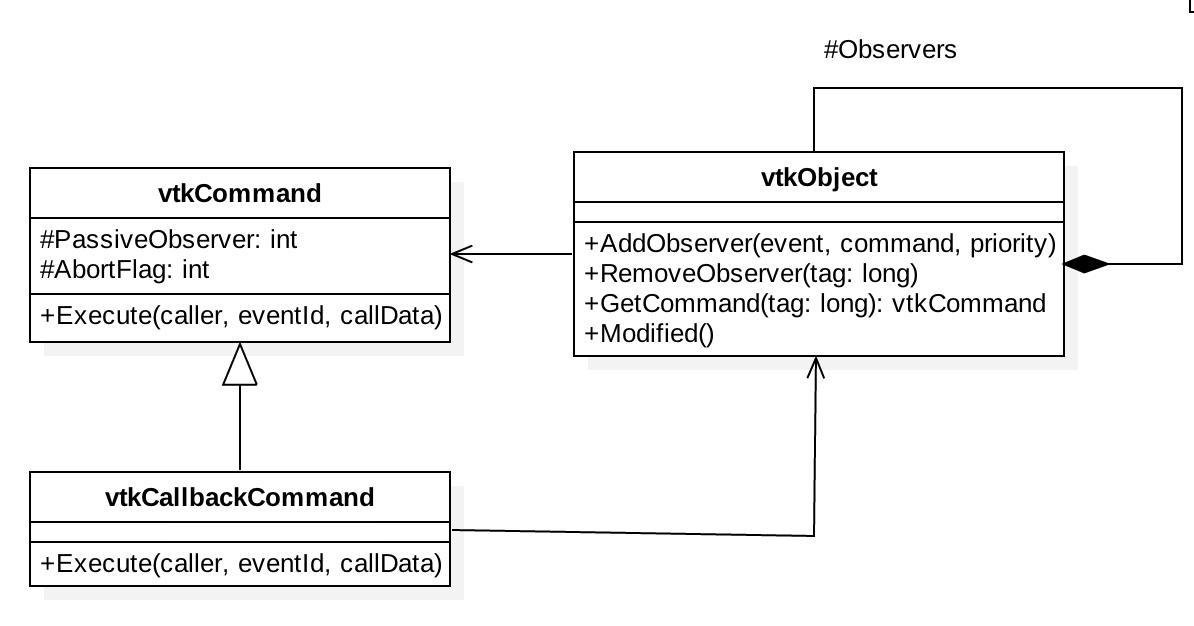 #Observers
vtkCommand
#PassiveObserver: int
#AbortFlag: int
+Execute(caller, eventId, callData)
vtkObject
+AddObserver(event, command, priority)
+RemoveObserver(tag: long)
+GetCommand(tag: long): vtkCommand
+Modified()
vtkCallbackCommand
+Execute(caller, eventId, callData)